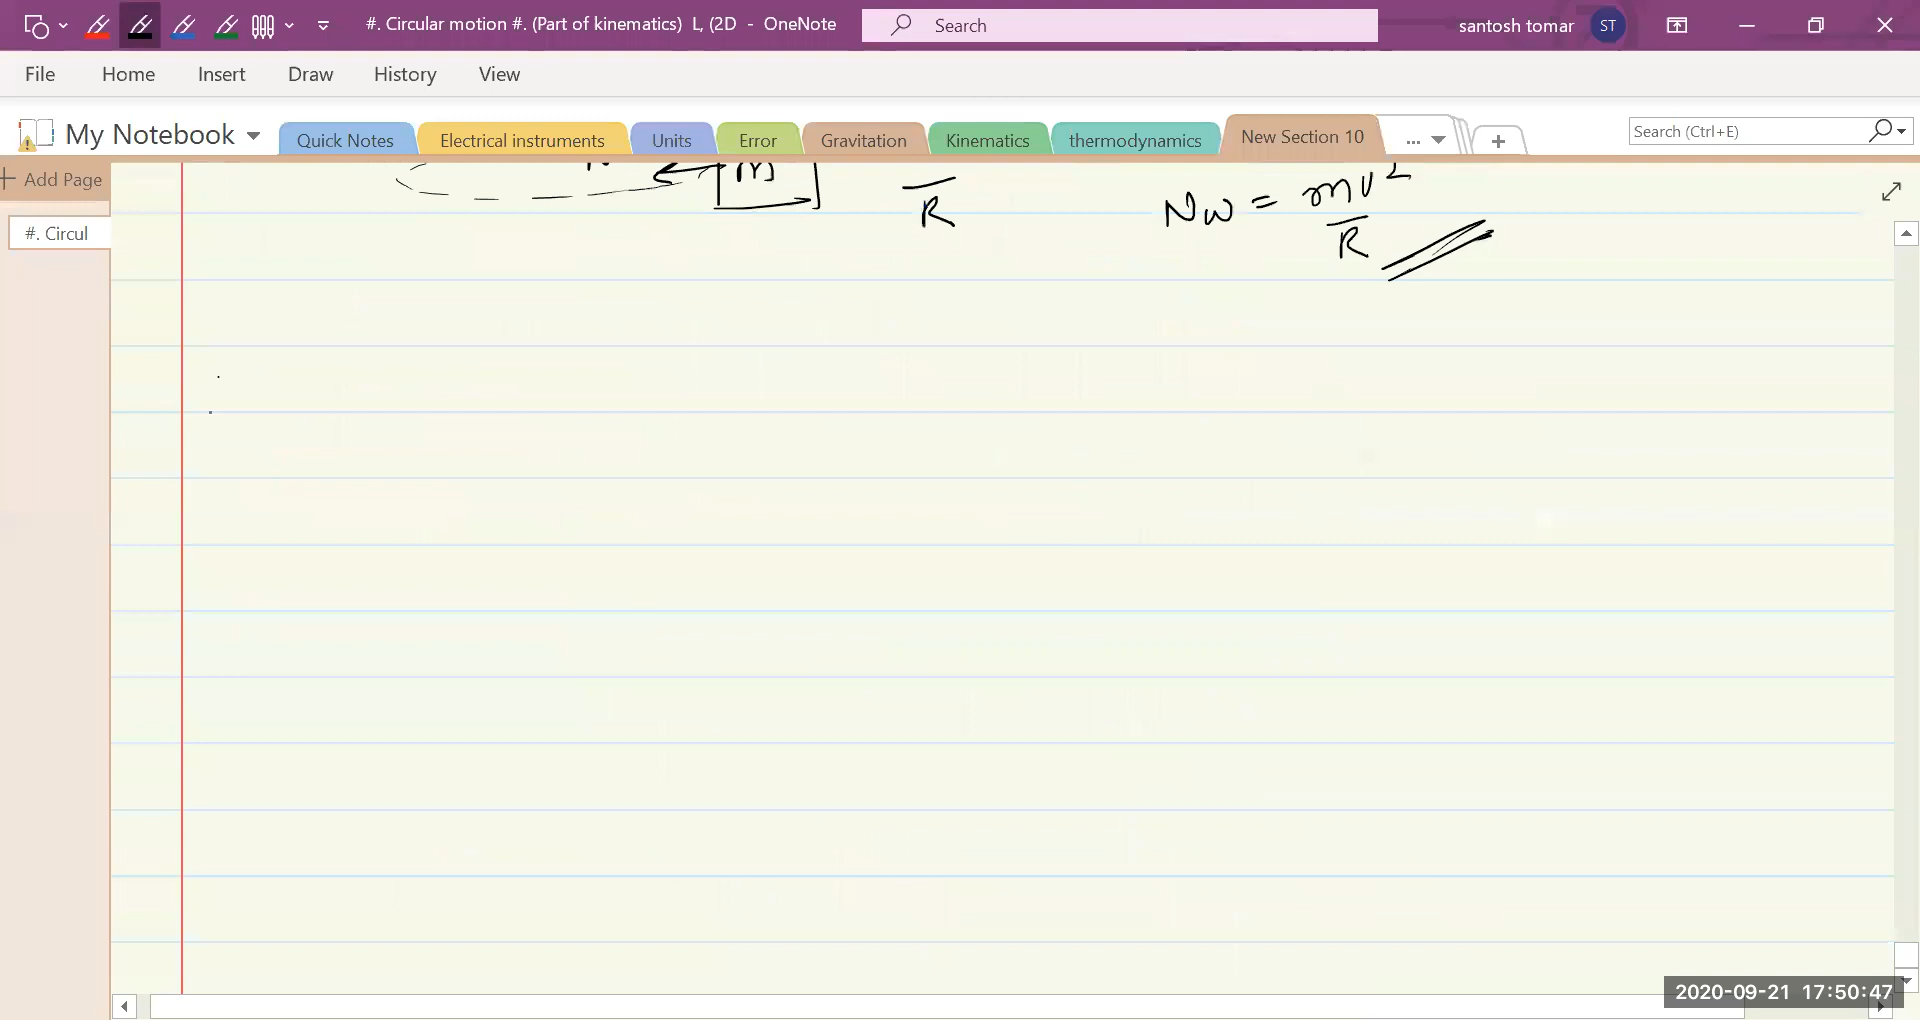 #. Circular motion #. (Part of kinematics) L, (2D - OneNote
Search
santosh tomar
ST
File Home Insert Draw History View
My Notebook
Quick Notes
Electrical instruments
Units
Error
Gravitation
Kinematics
thermodynamics
New Section 10
...
Search (Ctrl+E)
Add Page
#. Circul
m
R
Nw = mv²
R
2020-09-21 17:50:47